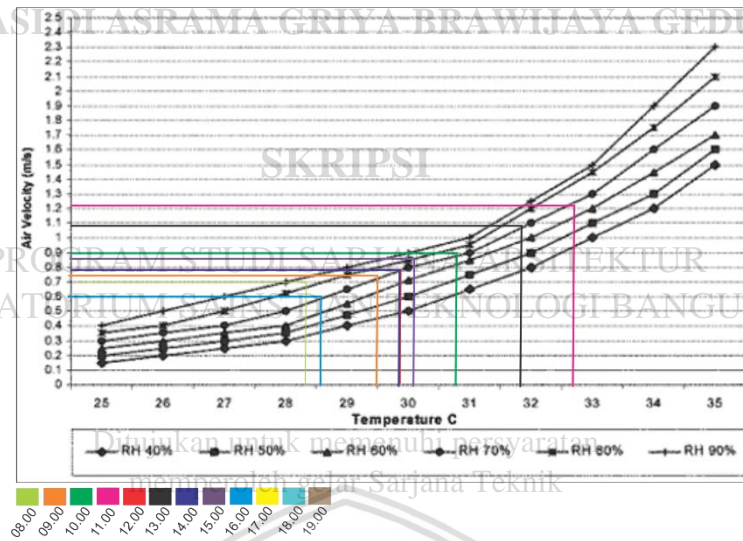 ASI DI ASRAMA GRIYA BRAWIJAYA GEDU
SKRIPSI
PROGRAM STUDI SARJANA ARSITEKTUR
ATORIUM SAINS TEKNOLOGI BANGU
Ditujukan untuk memenuhi persyaratan
memperoleh gelar Sarjana Teknik
Air Velocity (m/s)
2.5
2.4
2.3
2.2
2.1
2
1.9
1.8
1.7
1.6
1.5
1.4
1.3
1.2
1.1
1
0.9
0.8
0.7
0.6
0.5
0.4
0.3
0.2
0.1
0
25 26 27 28 29 30 31 32 33 34 35
Temperature C
RH 40% RH 50% RH 60% RH 70% RH 80% RH 90%
08.00 09.00 10.00 11.00 12.00 13.00 14.00 15.00 16.00 17.00 18.00 19.00